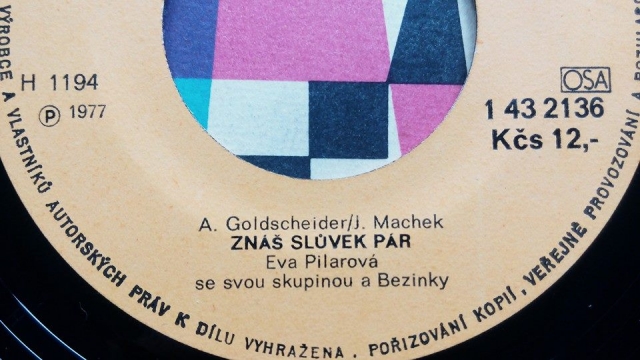 H 1194
Ⓟ 1977
OSA
1 43 2136
Kčs 12,-
A. Goldscheider/J. Machek
ZNÁŠ SLŮVEK PÁR
Eva Pilarová
se svou skupinou a Bezinky
VÝROBCE A VLASTNÍKŮ AUTORSKÝCH PRÁV K DÍLU VYHRAŽENA . POŘIZOVÁNÍ KOPIÍ, VEŘEJNÉ PROVOZOVÁNÍ A